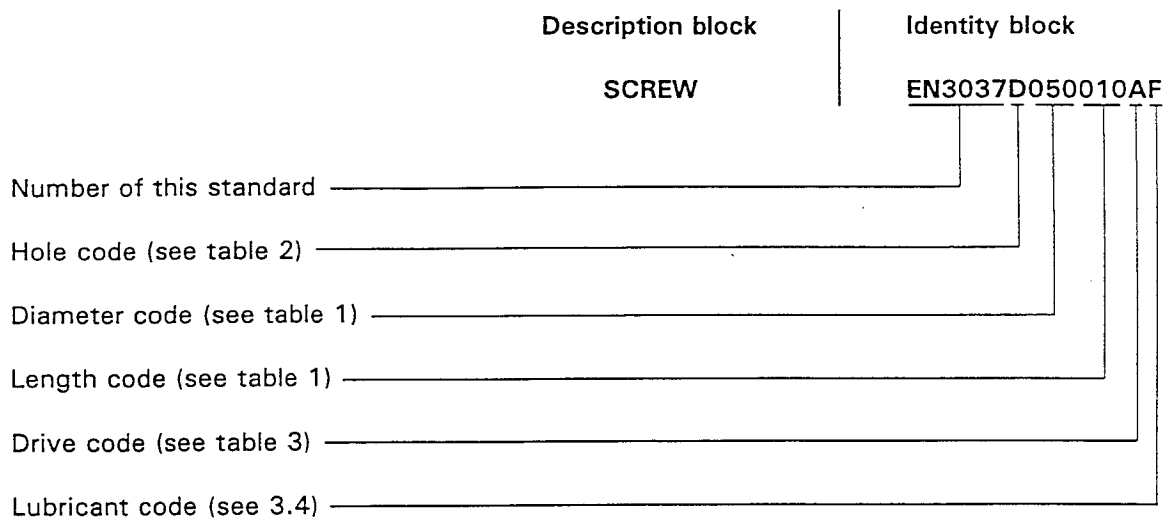 Description block Identity block
SCREW EN3037D050010AF
Number of this standard
Hole code (see table 2)
Diameter code (see table 1)
Length code (see table 1)
Drive code (see table 3)
Lubricant code (see 3.4)